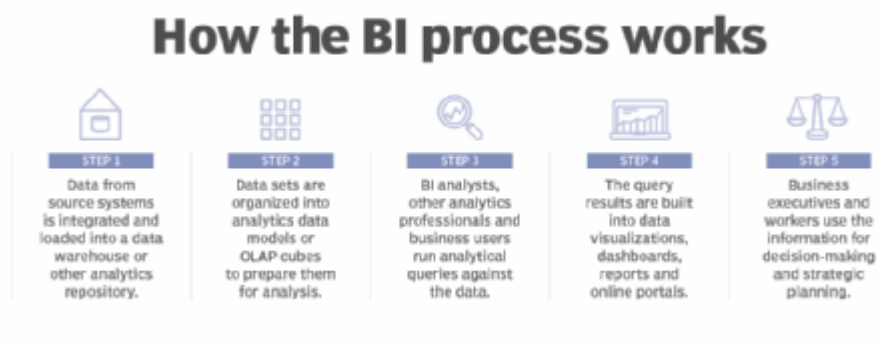 How the BI process works
STEP 1
Data from
source systems
is integrated and
loaded into a data
warehouse or
other analytics
repository.
STEP 2
Data sets are
organized into
analytics data
models or
OLAP cubes
to prepare them
for analysis.
STEP 3
BI analysts,
other analytics
professionals and
business users
run analytical
queries against
the data.
STEP 4
The query
results are built
into data
visualizations,
dashboards,
reports and
online portals.
STEP 5
Business
executives and
workers use the
information for
decision-making
and strategic
planning.